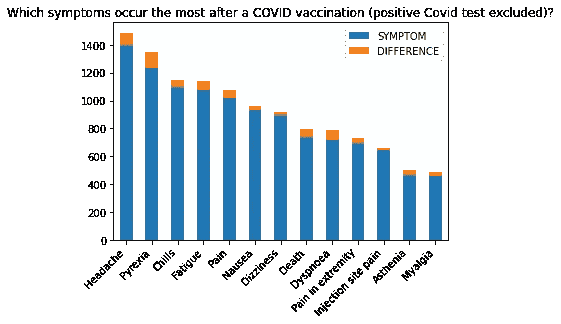 Which symptoms occur the most after a COVID vaccination (positive Covid test excluded)?
SYMPTOM
DIFFERENCE
1400
1200
1000
800
600
400
200
0
Headache
Pyrexia
Chills
Fatigue
Pain
Nausea
Dizziness
Death
Dyspnoea
Pain in extremity
Injection site pain
Asthenia
Myalgia